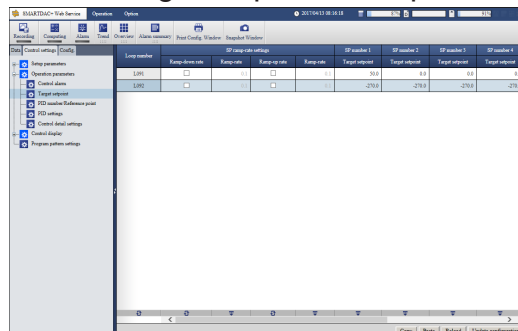 SMARTDAC+ Web Service Operation Option 2017/04/13 08:16:18 87% 91%
Recording Computing Alarm Trend Overview Alarm summary Print Config. Window Snapshot Window
Data Control settings Config
Setup parameters
Operation parameters
Control alarm
Target setpoint
PID number/Reference point
PID settings
Control detail settings
Control display
Program pattern settings
Loop number SP ramp-rate settings SP number 1 SP number 2 SP number 3 SP number 4
Ramp-down rate Ramp-rate Ramp-up rate Ramp-rate Target setpoint Target setpoint Target setpoint Target setpoint
L091 0.1 0.1 50.0 0.0 0.0
L092 0.1 0.1 -270.0 -270.0 -270.0 -270.
Copy Paste Reload Update configuration